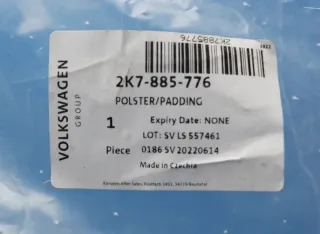 2K7885776
VOLKSWAGEN
GROUP
2K7-885-776
POLSTER/PADDING
1
Expiry Date: NONE
LOT: SV LS 557461
Piece
0186 SV 20220614
Made in Czechia